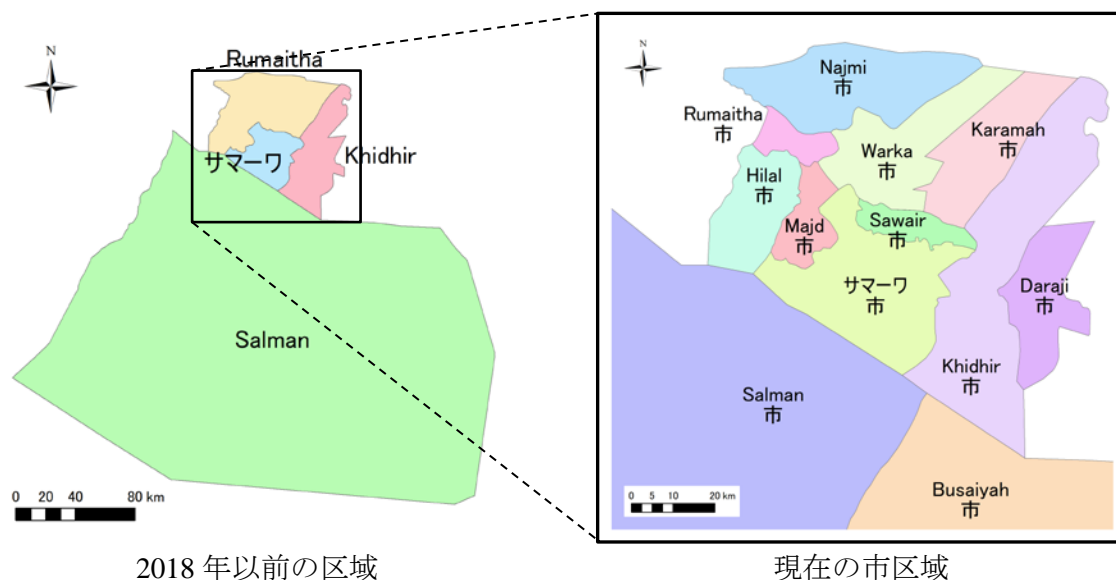 N
Rumaitha
サマーワ
Khidhir
Salman
0 20 40 80 km
2018 年以前の区域
N
Najmi
市
Rumaitha
市
Karamah
市
Warka
市
Hilal
市
Majd
市
Sawair
市
サマーワ
市
Daraji
市
Khidhir
市
Salman
市
Busaiyah
市
0 5 10 20 km
現在の市区域